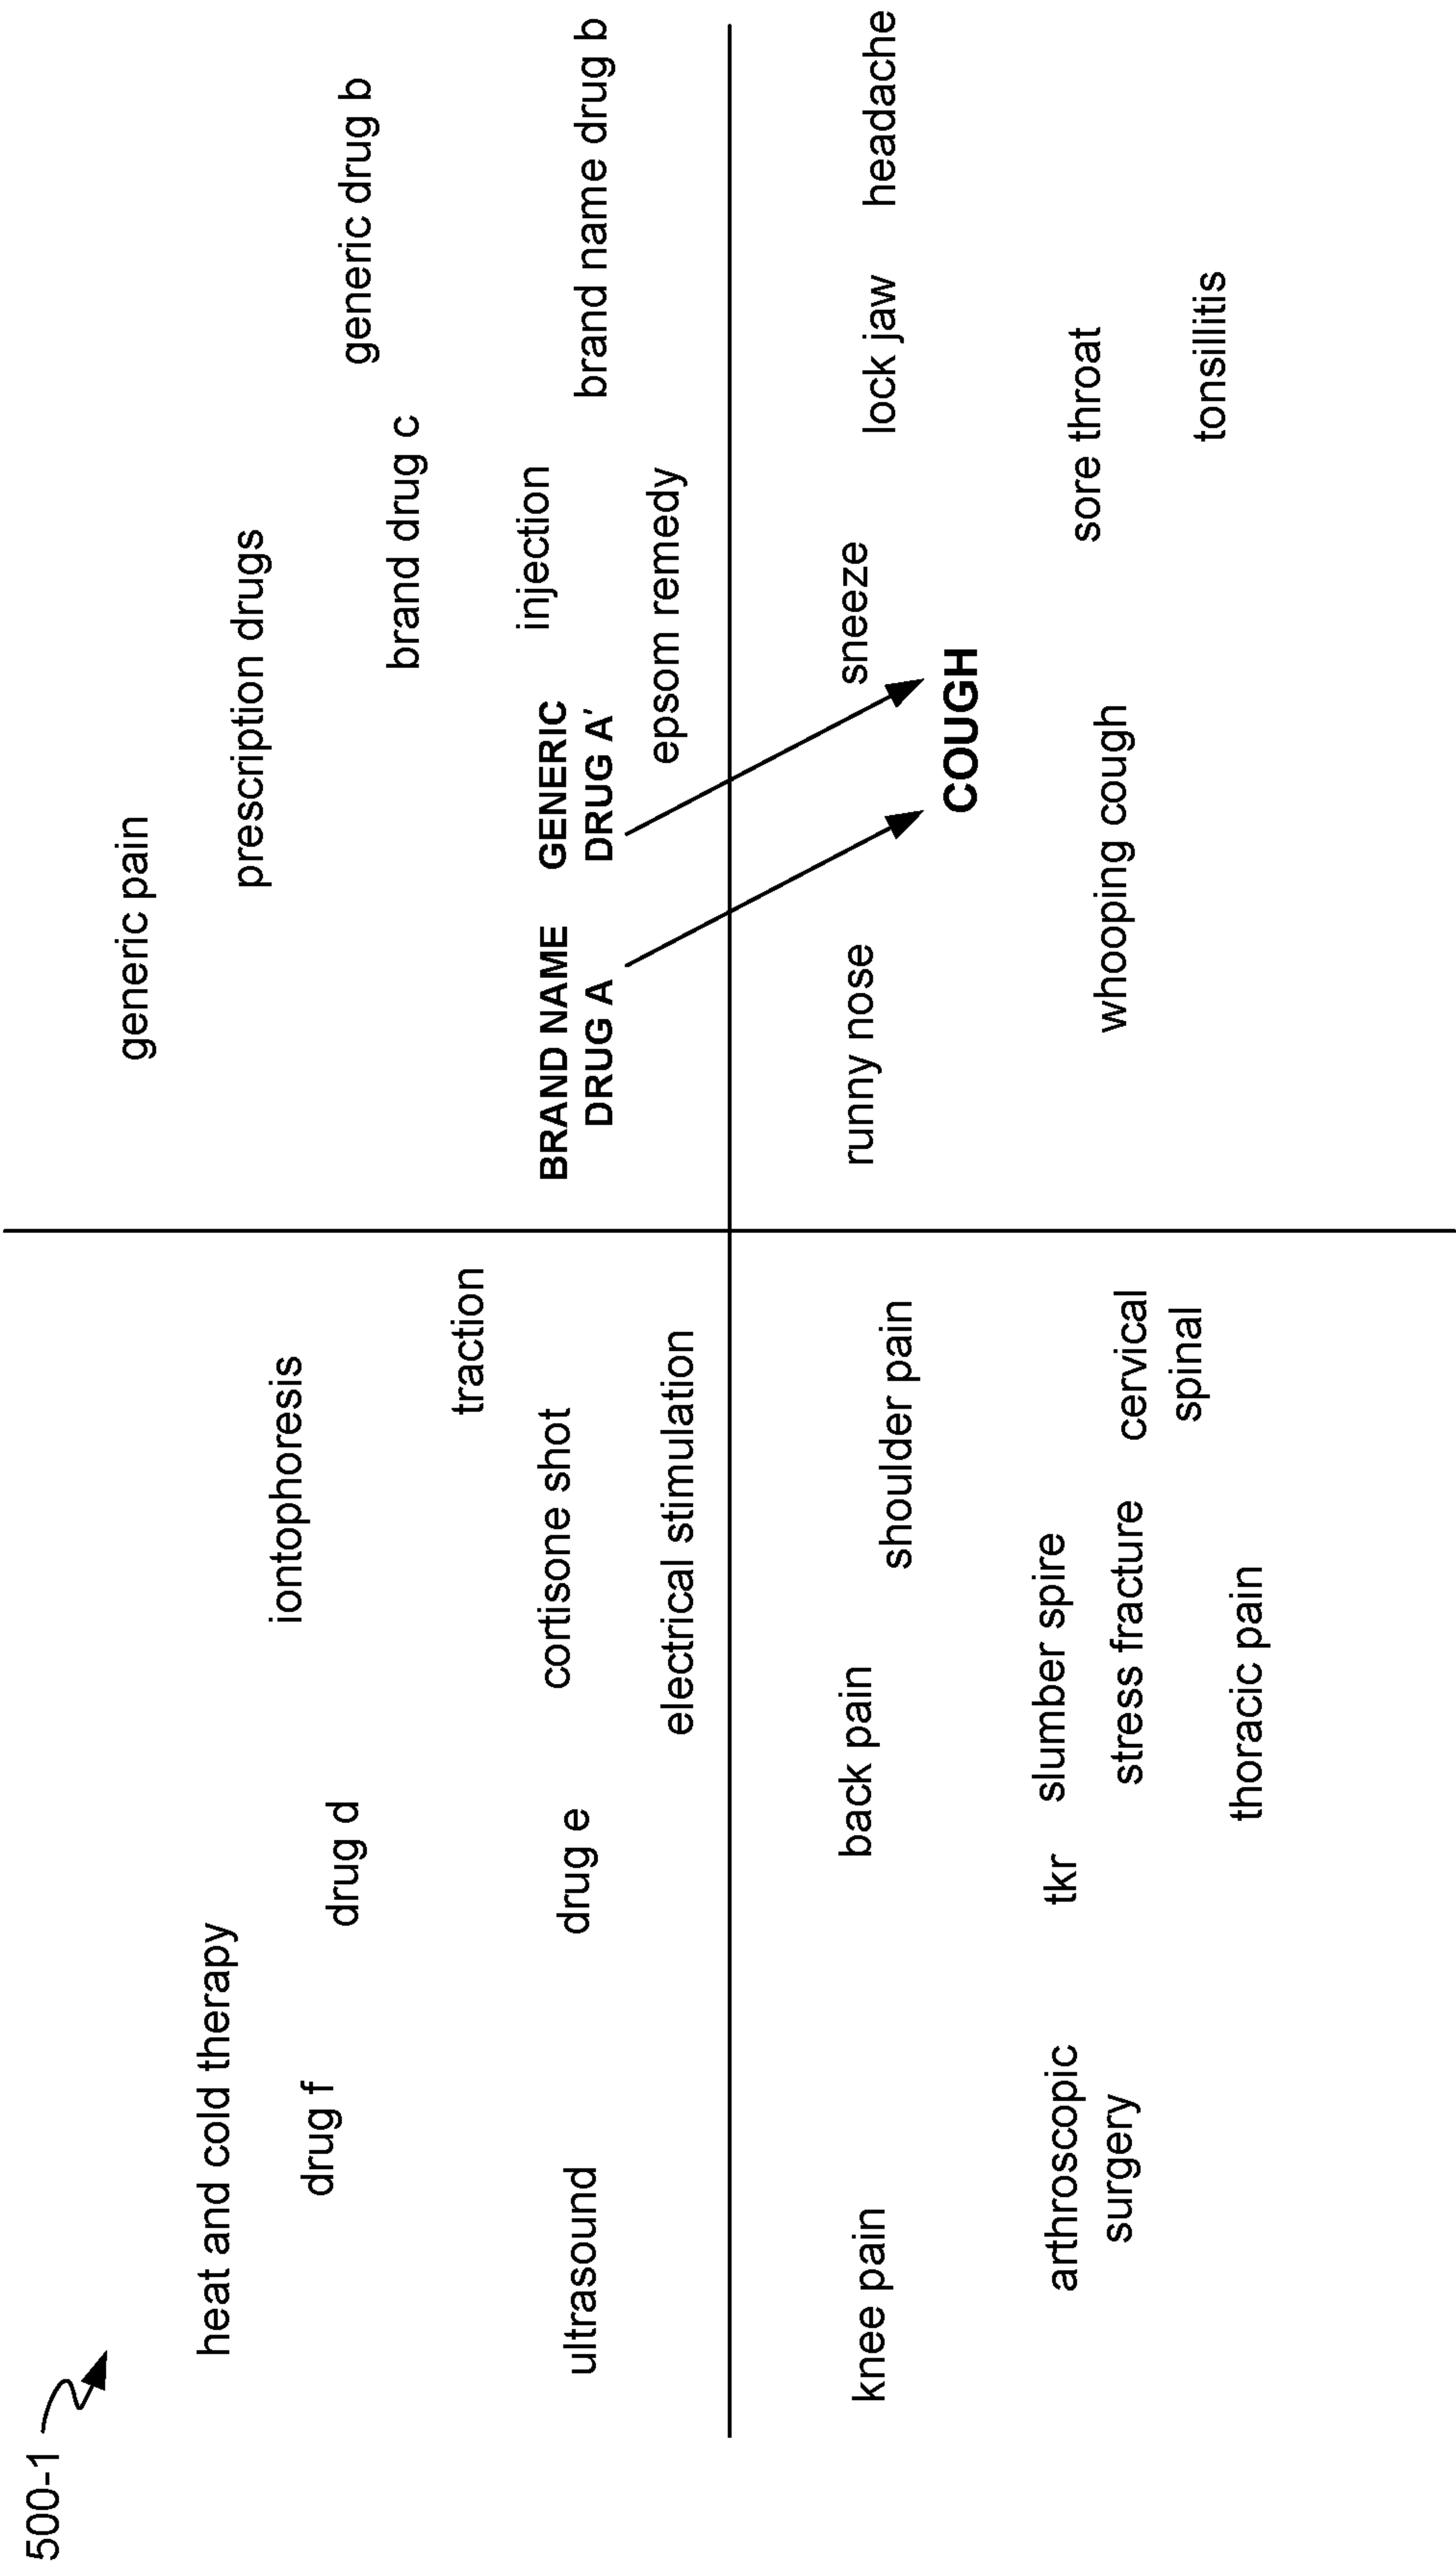 500-1
heat and cold therapy
drug f
ultrasound
drug d
drug e
iontophoresis
traction
cortisone shot
electrical stimulation
generic pain
prescription drugs
generic drug b
brand drug c
injection
brand name drug b
BRAND NAME
DRUG A
GENERIC
DRUG A'
epsom remedy
knee pain
arthroscopic
surgery
back pain
shoulder pain
tkr
slumber spire
stress fracture
cervical
spinal
thoracic pain
runny nose
sneeze
lock jaw
headache
COUGH
whooping cough
sore throat
tonsillitis